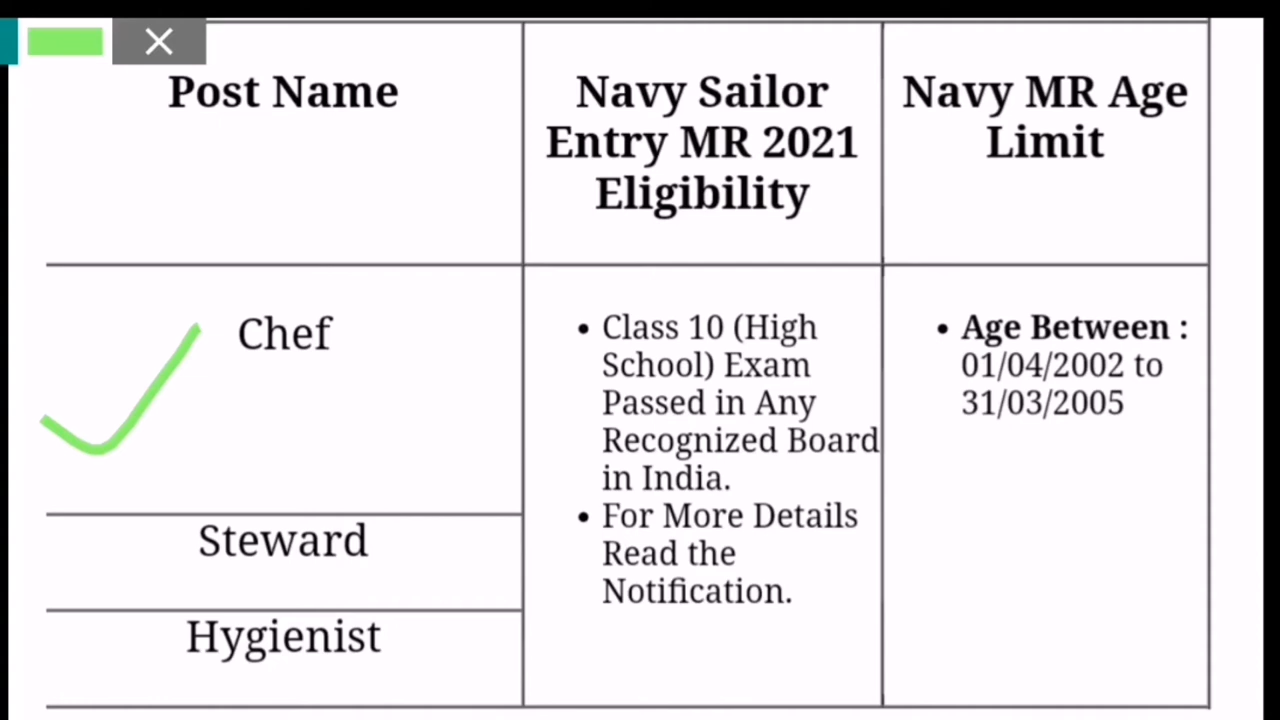 Post Name
Navy Sailor
Entry MR 2021
Eligibility
Navy MR Age
Limit
Chef
Steward
Hygienist
• Class 10 (High
School) Exam
Passed in Any
Recognized Board
in India.
• For More Details
Read the
Notification.
• Age Between :
01/04/2002 to
31/03/2005